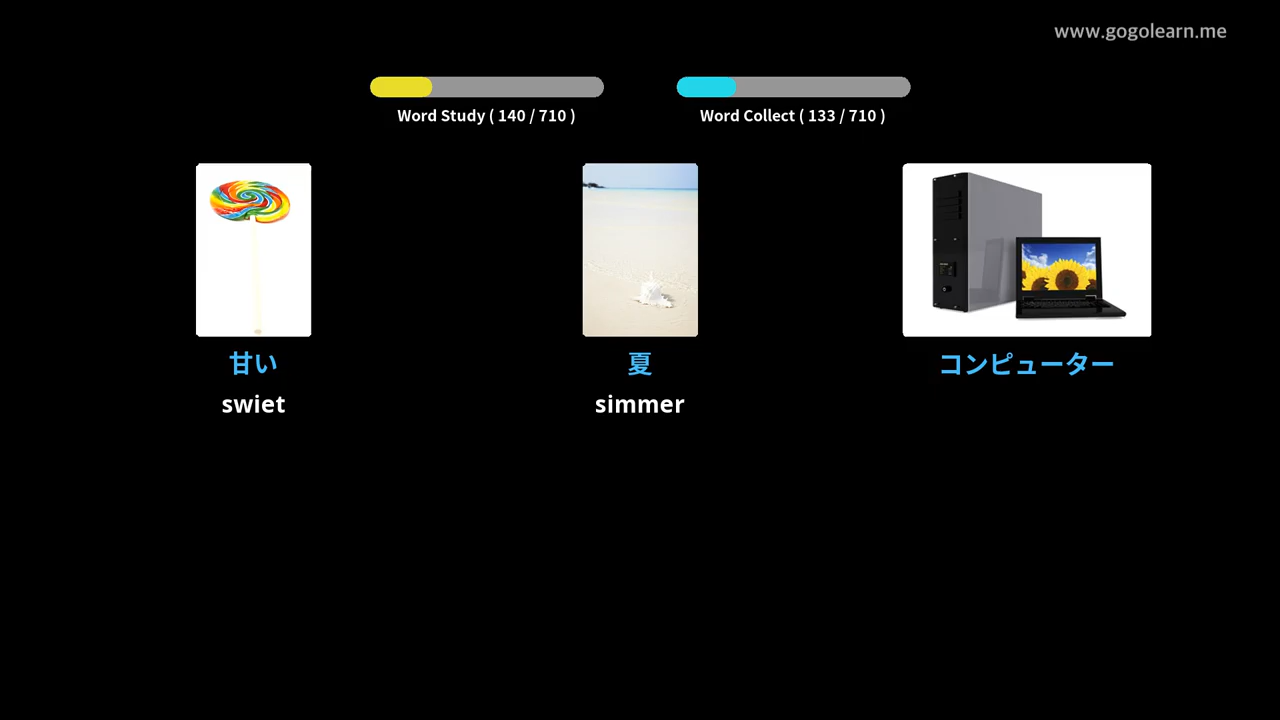 www.gogolearn.me
Word Study ( 140 / 710 )
Word Collect ( 133 / 710 )
甘い
夏
コンピューター
swiet
simmer